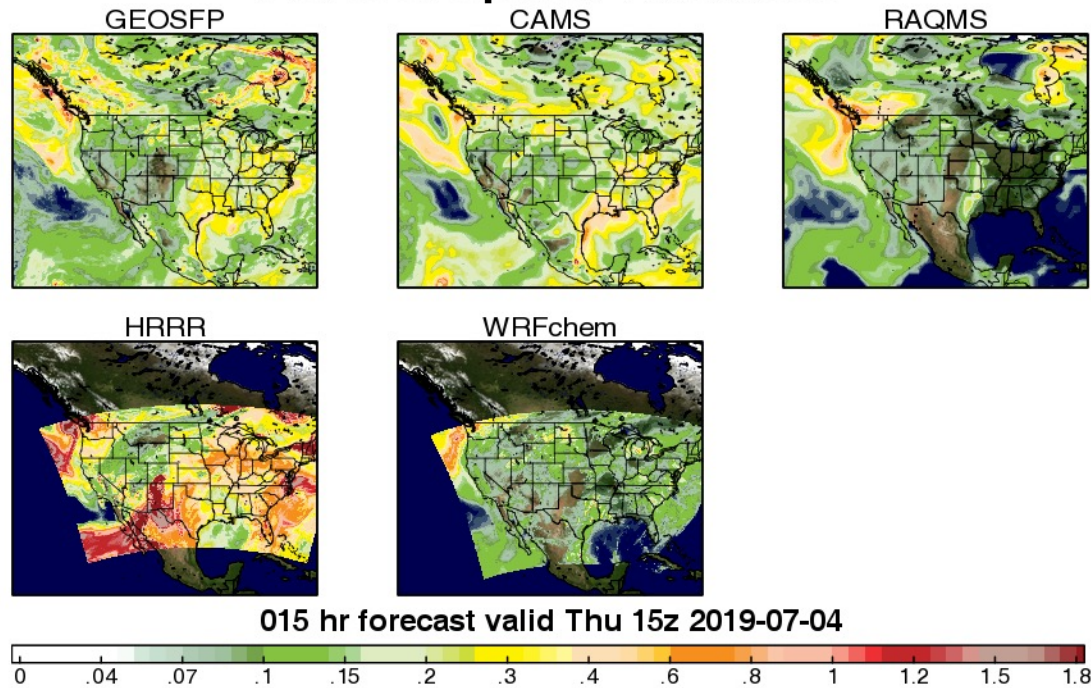 GEOSFP CAMS RAQMS
HRRR WRFchem
015 hr forecast valid Thu 15z 2019-07-04
0 .04 .07 .1 .15 .2 .3 .4 .6 .8 1 1.2 1.5 1.8